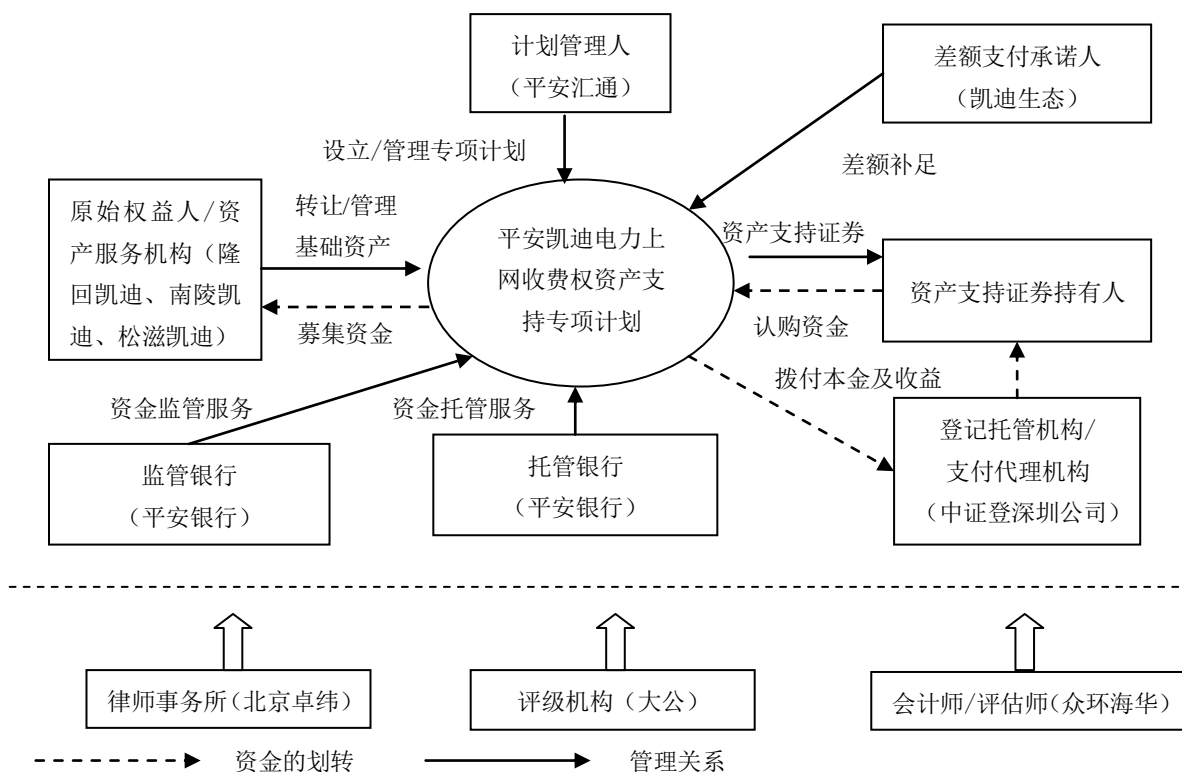 计划管理人
（平安汇通）
差额支付承诺人
（凯迪生态）
设立/管理专项计划
差额补足
原始权益人/资
产服务机构（隆
回凯迪、南陵凯
迪、松滋凯迪）
转让/管理
基础资产
募集资金
平安凯迪电力上
网收费权资产支
持专项计划
资产支持证券
认购资金
资产支持证券持有人
拨付本金及收益
资金监管服务
资金托管服务
监管银行
（平安银行）
托管银行
（平安银行）
登记托管机构/
支付代理机构
（中证登深圳公司）
律师事务所（北京卓纬）
评级机构（大公）
会计师/评估师（众环海华）
资金的划转
管理关系